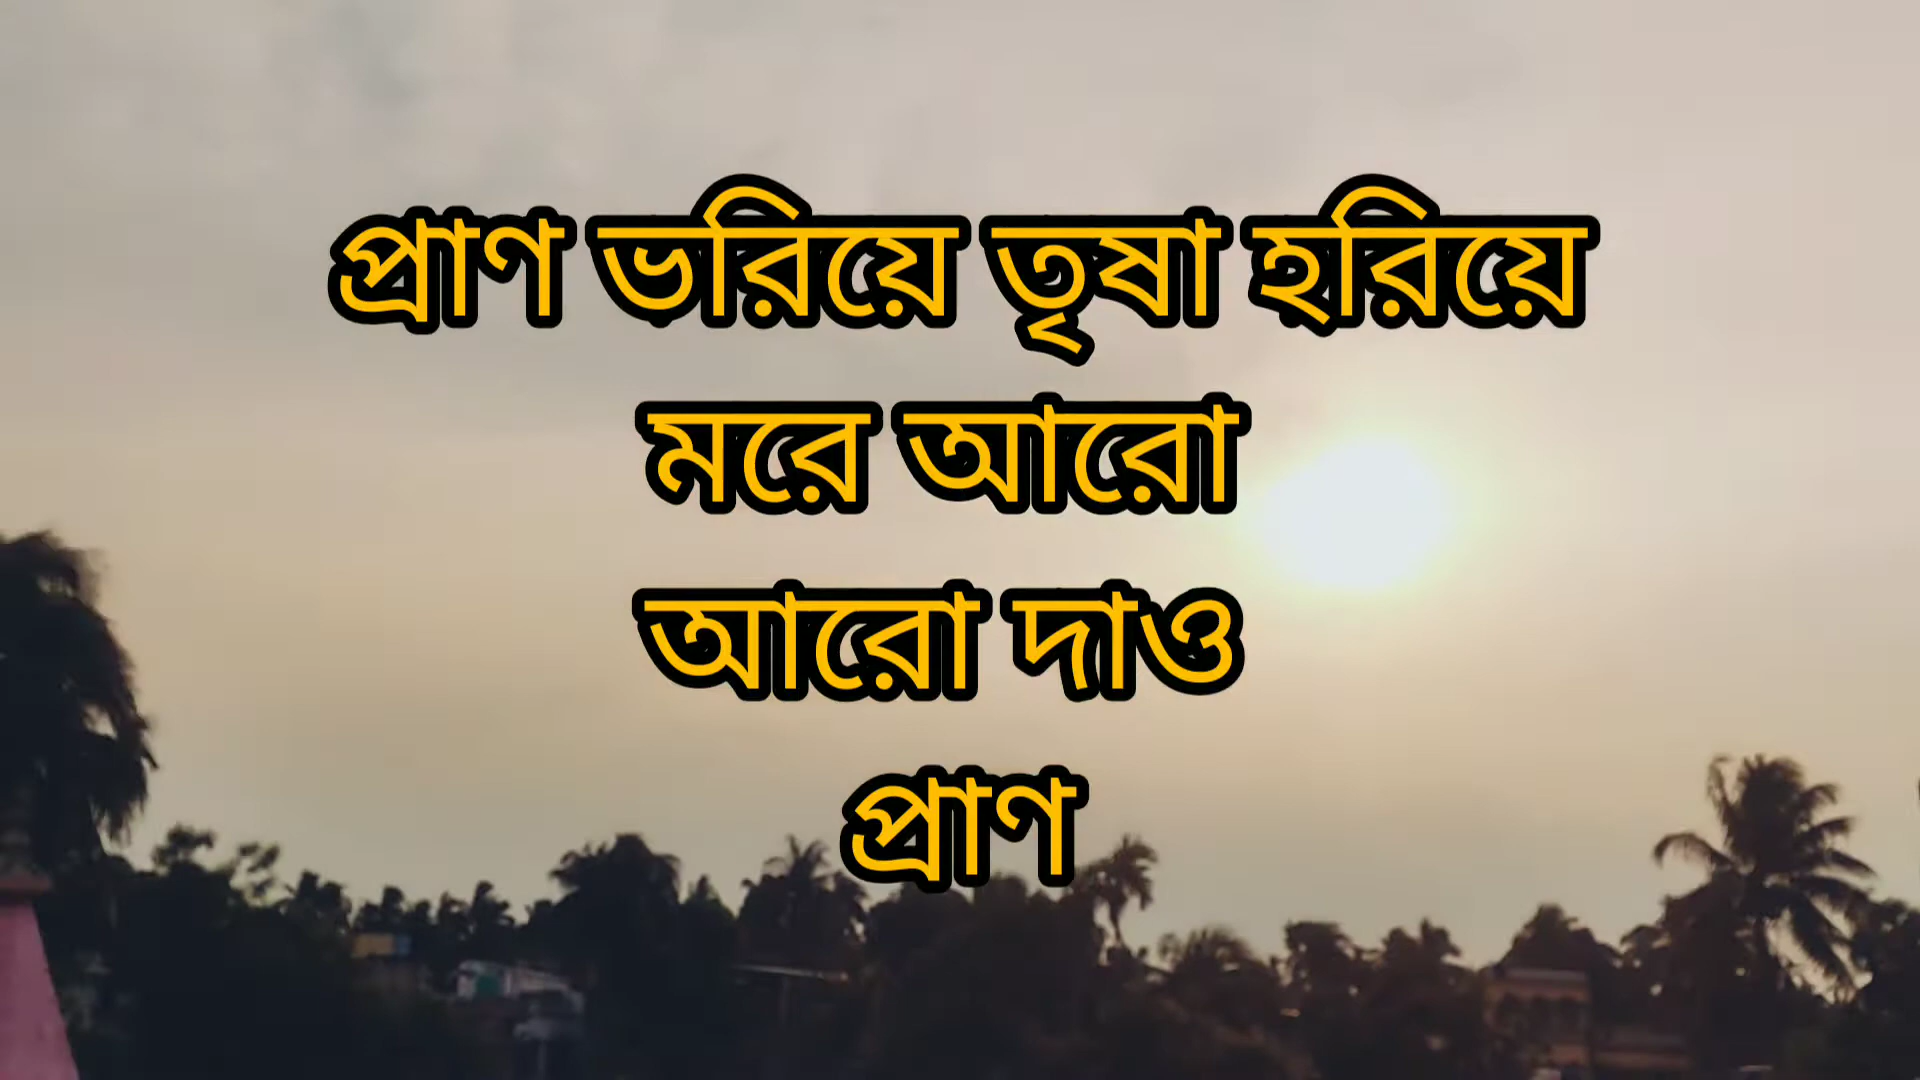 প্রাণ ভরিয়ে তৃষা হরিয়ে
মরে আরো
আরো দাও
প্রাণ